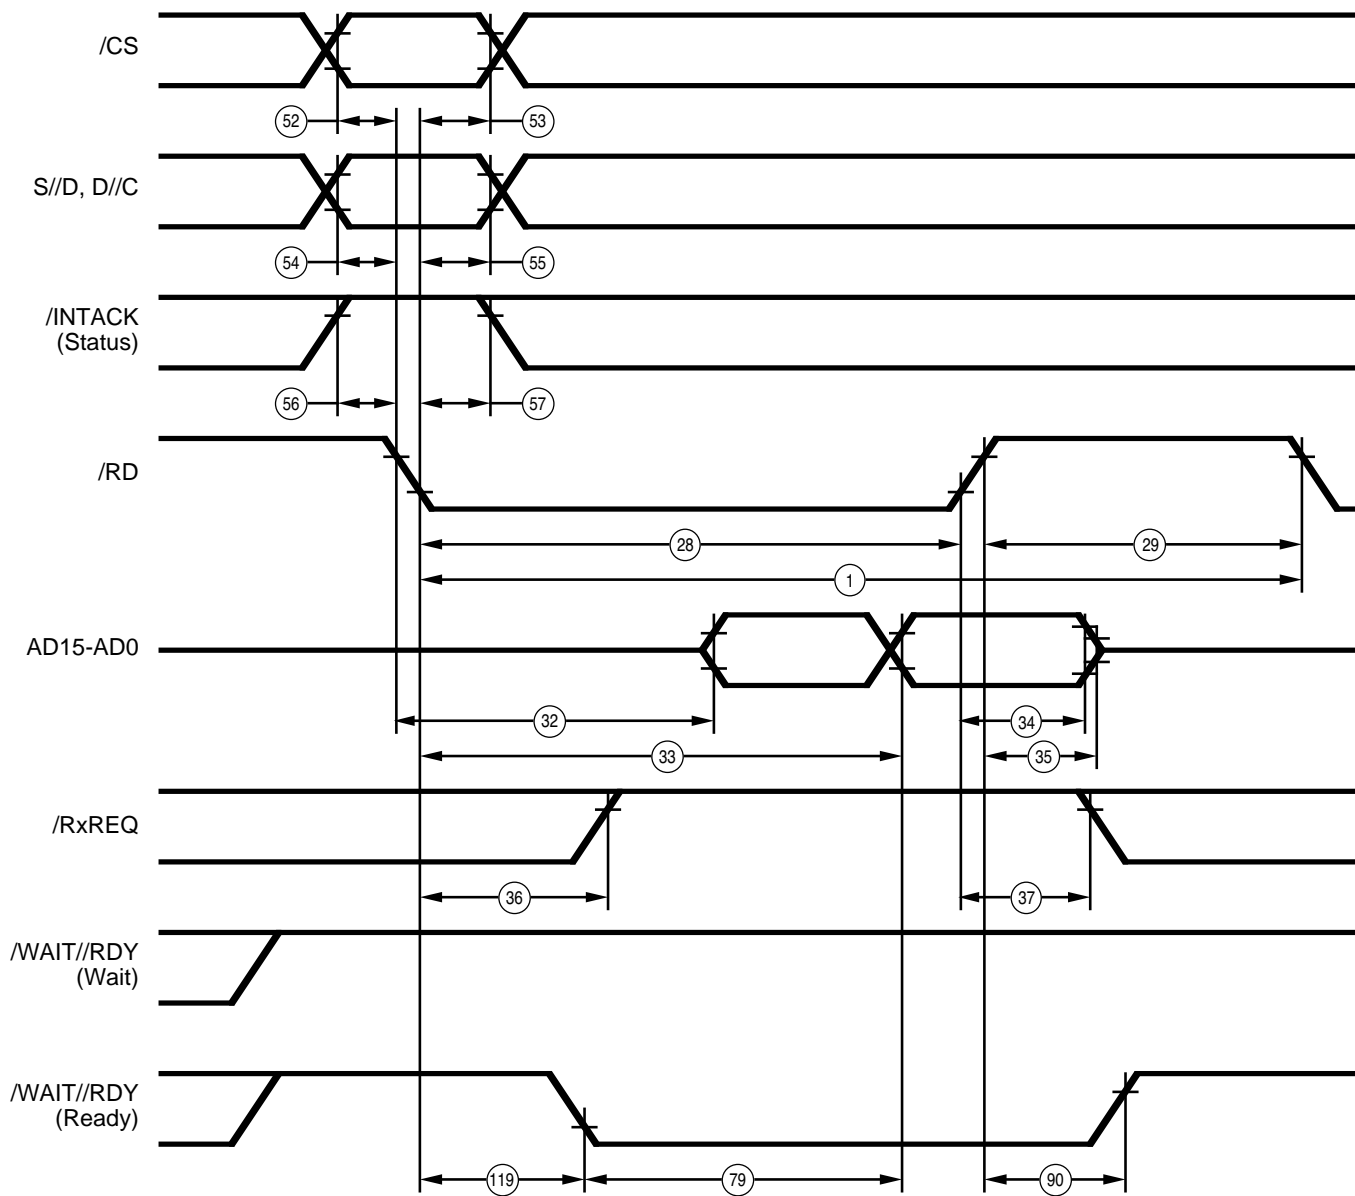 /CS
52
53
S//D, D//C
54
55
/INTACK
(Status)
56
57
/RD
28
29
1
AD15-AD0
32
34
33
35
/RxREQ
36
37
/WAIT//RDY
(Wait)
/WAIT//RDY
(Ready)
119
79
90